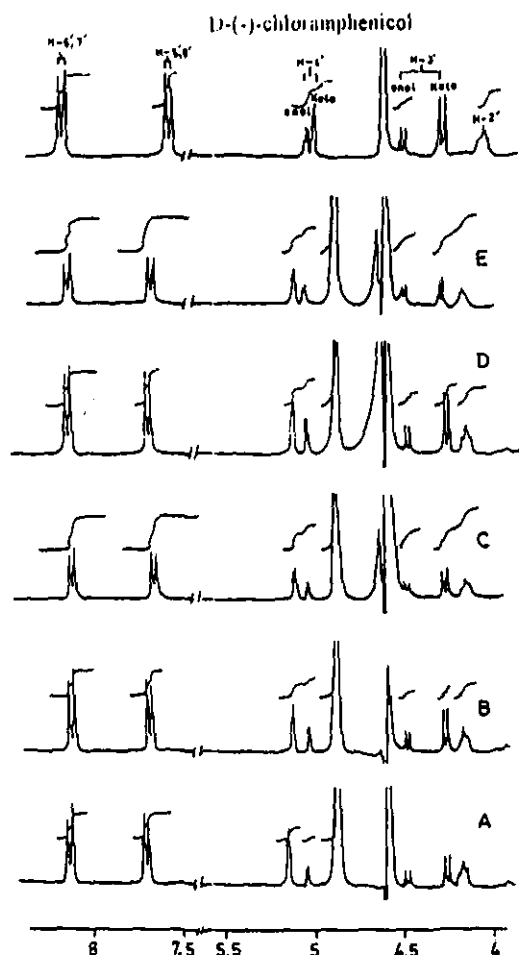 D-(-)-chloramphenicol
H-6',9'
H-5',8'
H-1'
H-3'
enol
Keto
enol
Keto
H-2'
E
D
C
B
A
8
7.5
5.5
5
4.5
4